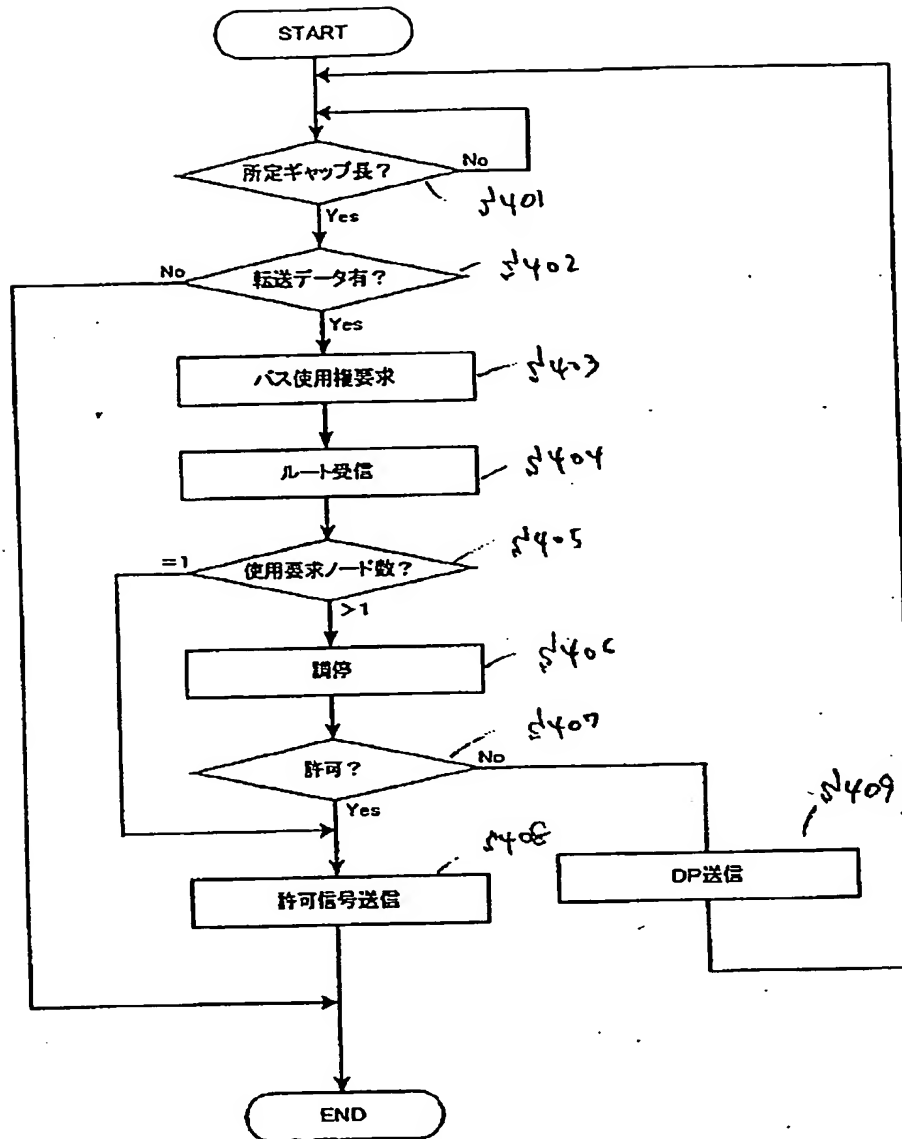 START
所定ギャップ長?
No
S401
Yes
転送データ有?
No
S402
Yes
バス使用権要求
S403
ルート受信
S404
使用要求ノード数?
=1
S405
>1
調停
S406
許可?
No
S407
Yes
許可信号送信
S408
DP送信
S409
END